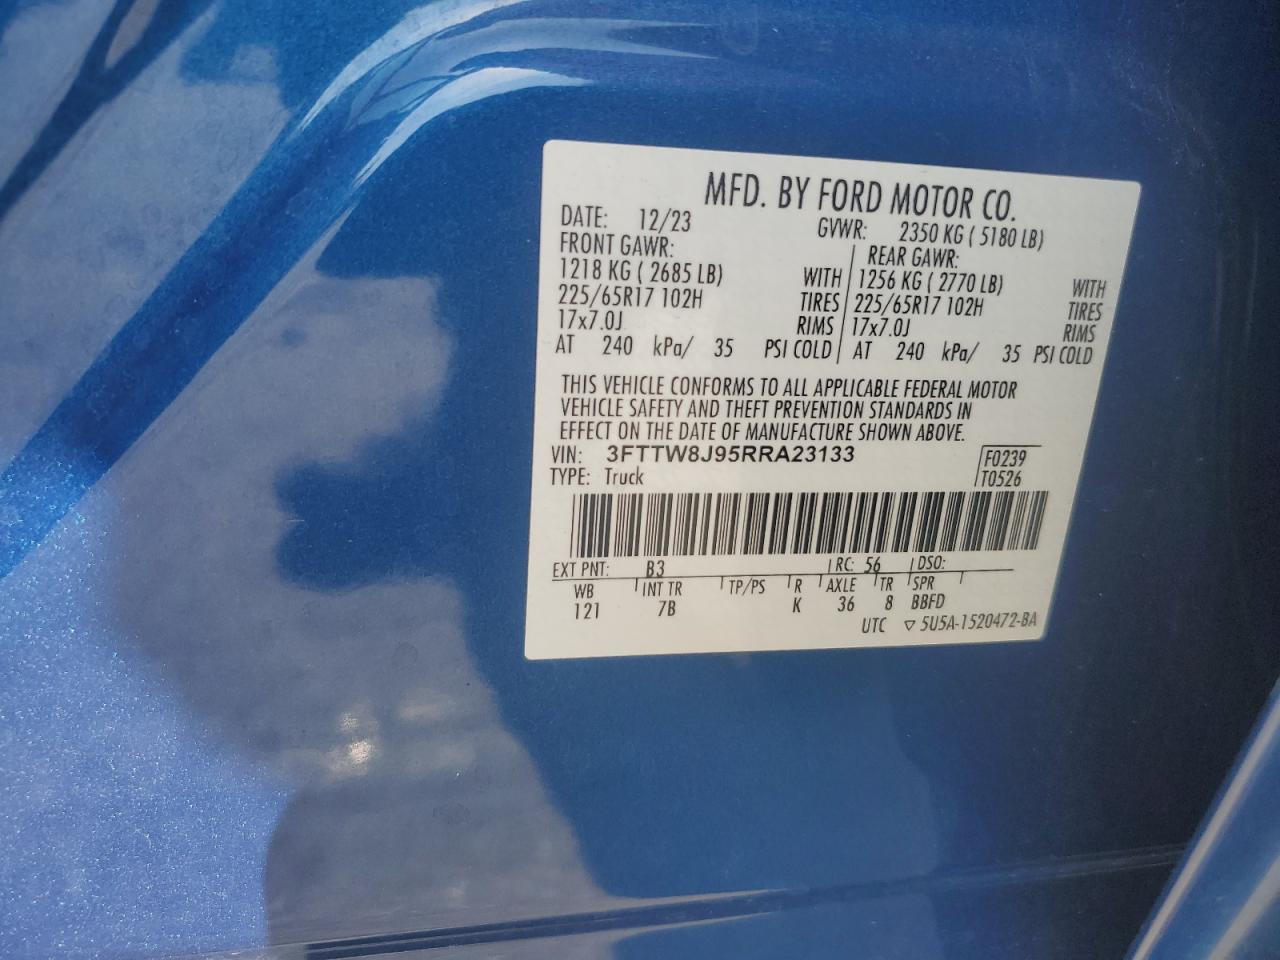 MFD. BY FORD MOTOR CO.
DATE: 12/23 GVWR: 2350 KG ( 5180 LB)
FRONT GAWR: REAR GAWR:
1218 KG ( 2685 LB) WITH 1256 KG ( 2770 LB) WITH
225/65R17 102H TIRES 225/65R17 102H TIRES
17x7.0J RIMS 17x7.0J RIMS
AT 240 kPa/ 35 PSI COLD AT 240 kPa/ 35 PSI COLD
THIS VEHICLE CONFORMS TO ALL APPLICABLE FEDERAL MOTOR
VEHICLE SAFETY AND THEFT PREVENTION STANDARDS IN
EFFECT ON THE DATE OF MANUFACTURE SHOWN ABOVE.
VIN: 3FTTW8J95RRA23133 F0239
TYPE: Truck T0526
EXT PNT: B3 RC: 56 DSO:
WB INT TR TP/PS R AXLE TR SPR
121 7B K 36 8 BBFD
UTC ▽ 5U5A-1520472-BA